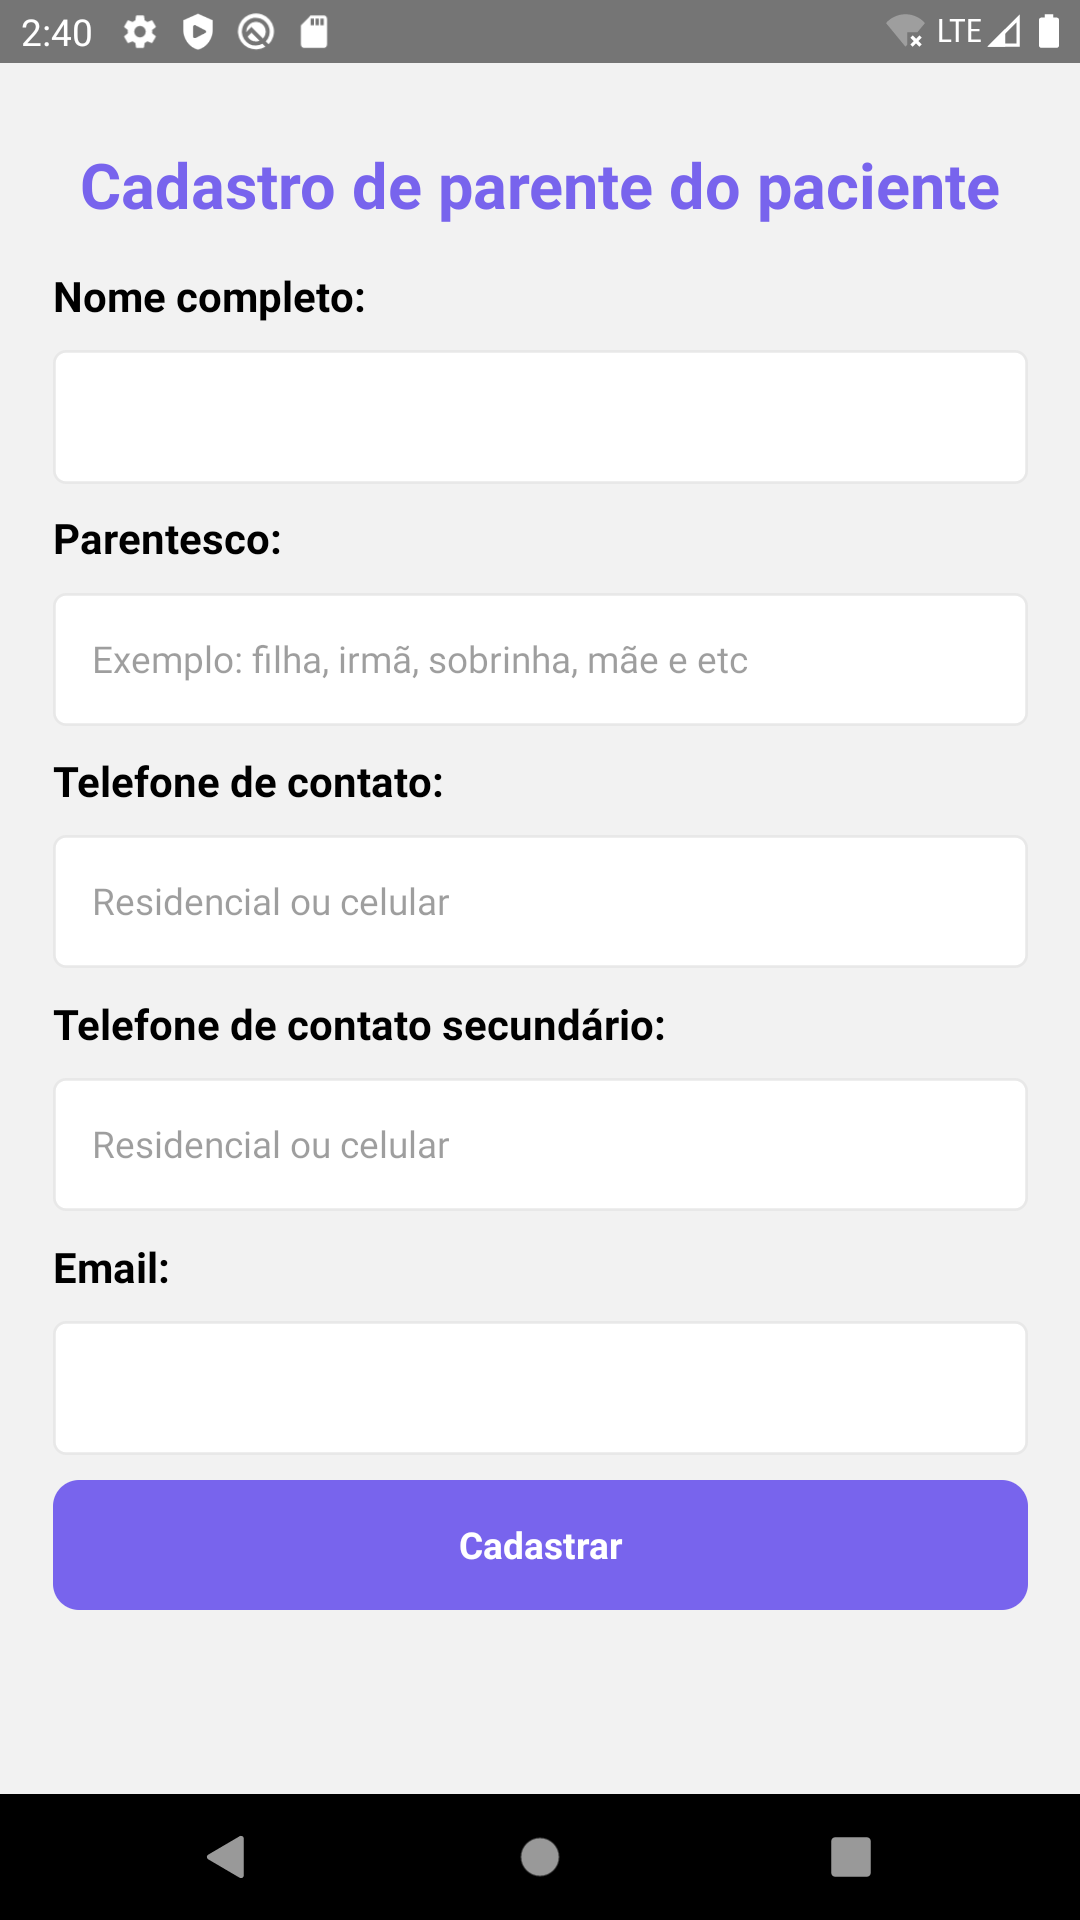 2:40 LTE
Cadastro de parente do paciente
Nome completo:
Parentesco:
Exemplo: filha, irmã, sobrinha, mãe e etc
Telefone de contato:
Residencial ou celular
Telefone de contato secundário:
Residencial ou celular
Email:
Cadastrar